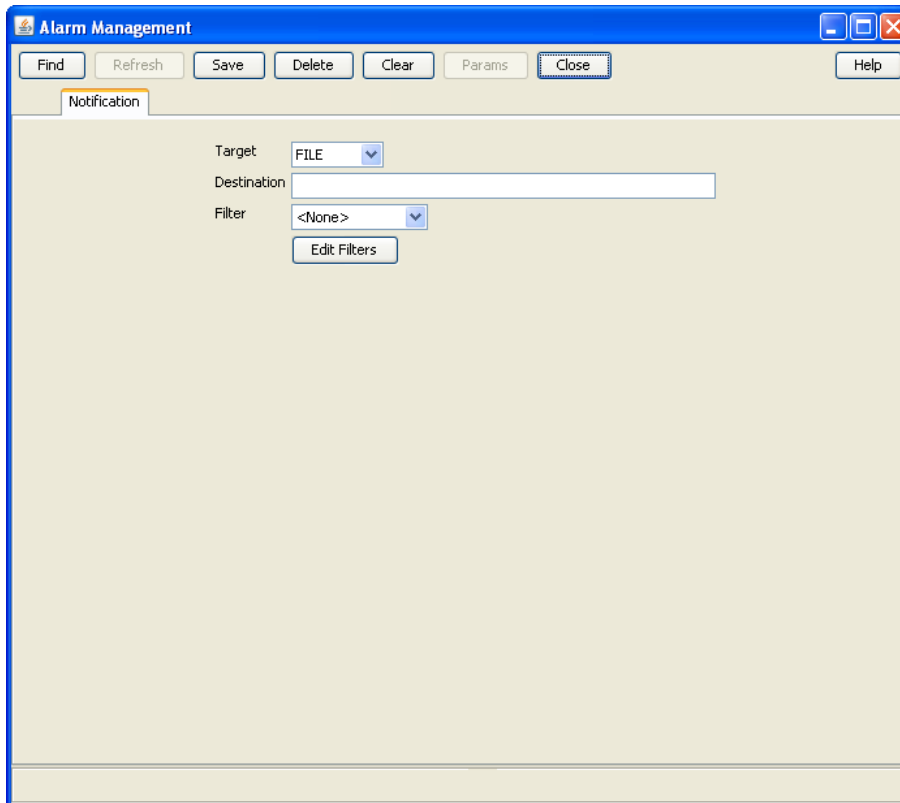 Alarm Management
Find Refresh Save Delete Clear Params Close Help
Notification
Target FILE
Destination
Filter <None>
Edit Filters